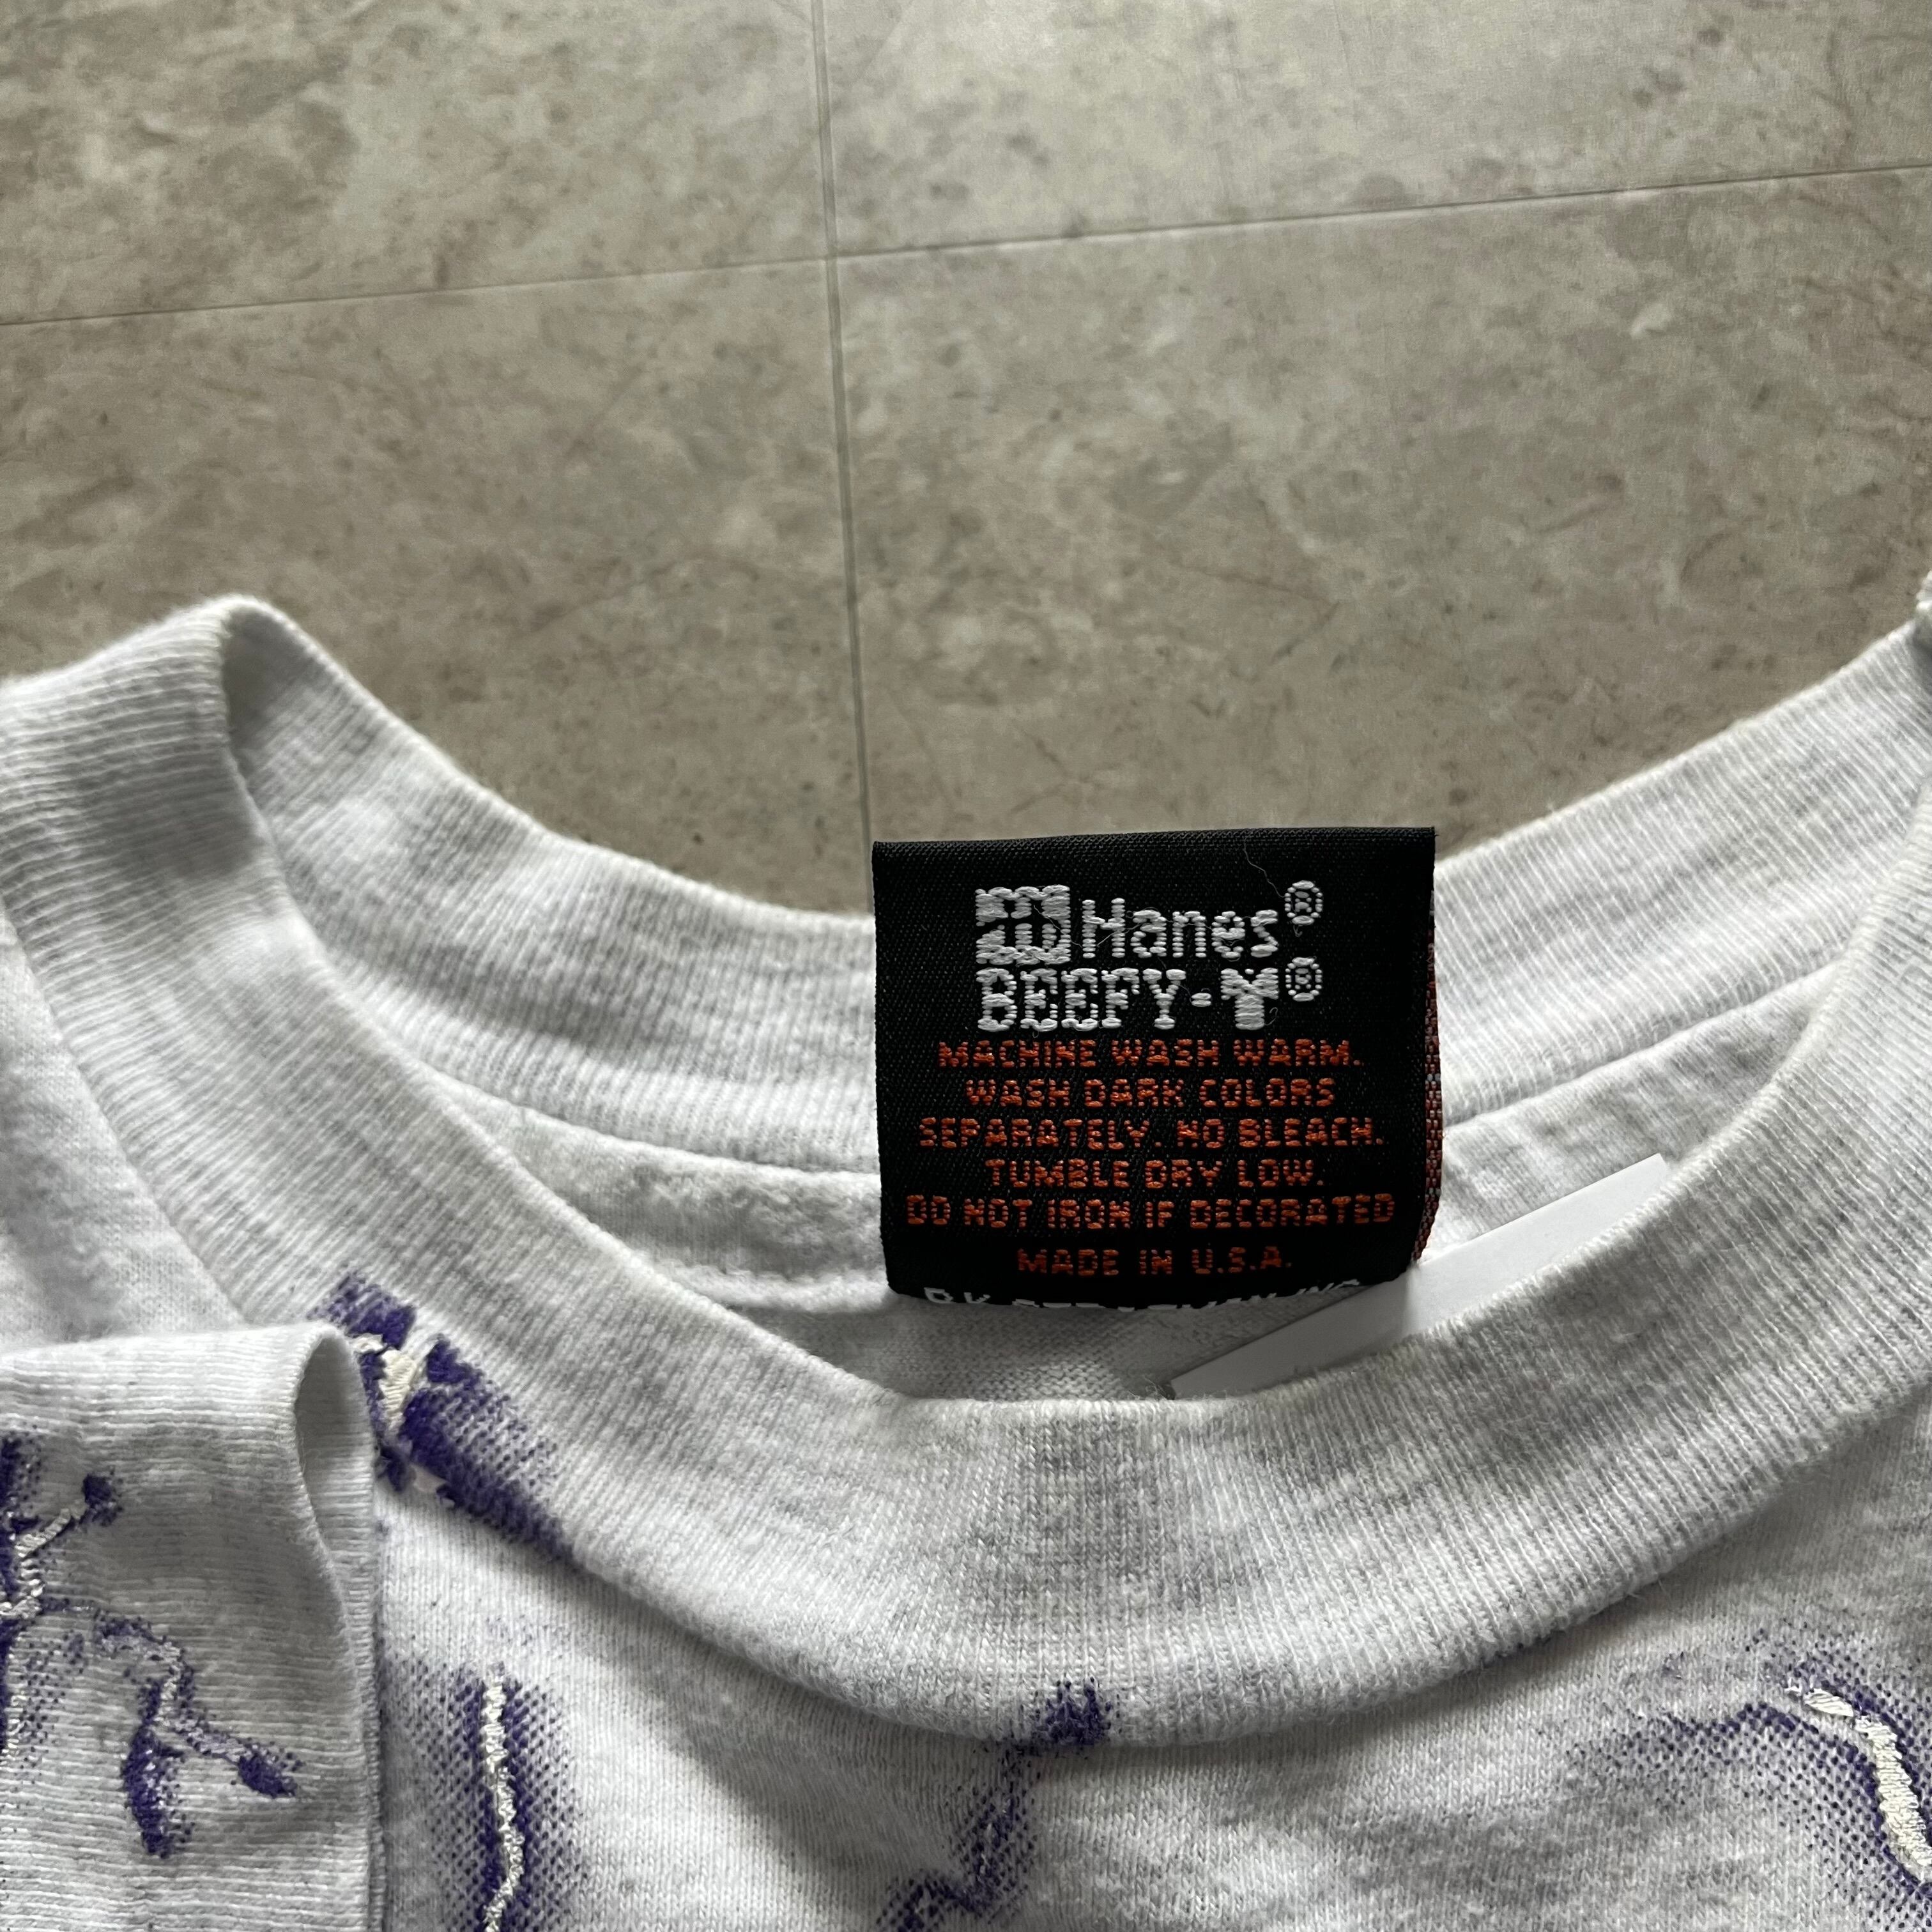 Hanes®
BEEFY-T®
MACHINE WASH WARM.
WASH DARK COLORS
SEPARATELY. NO BLEACH.
TUMBLE DRY LOW.
DO NOT IRON IF DECORATED
MADE IN U.S.A.